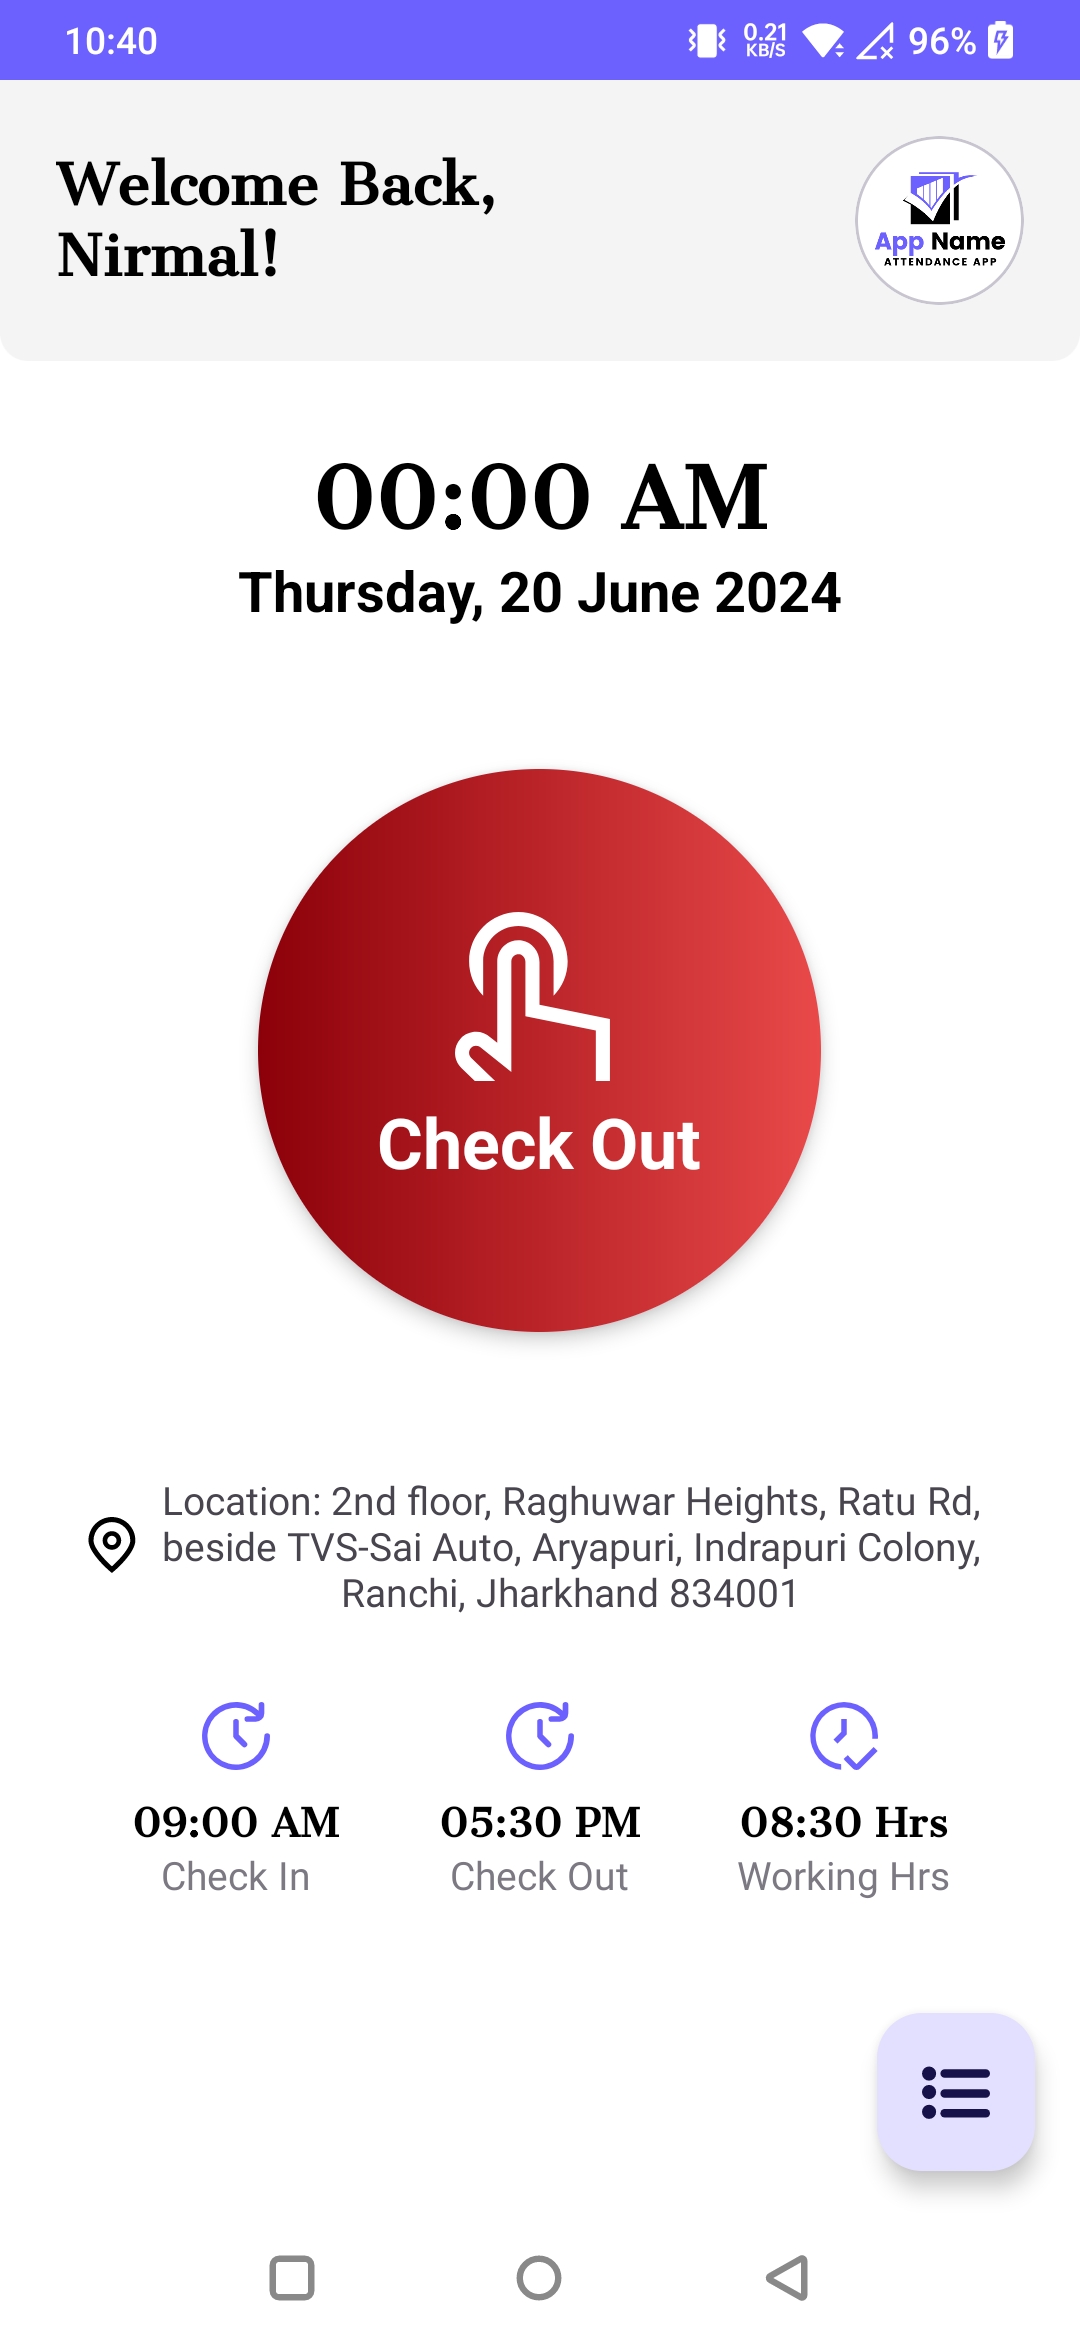 10:40
0.21
KB/S
96%
Welcome Back,
Nirmal!
App Name
ATTENDANCE APP
00:00 AM
Thursday, 20 June 2024
Check Out
Location: 2nd floor, Raghuwar Heights, Ratu Rd,
beside TVS-Sai Auto, Aryapuri, Indrapuri Colony,
Ranchi, Jharkhand 834001
09:00 AM
Check In
05:30 PM
Check Out
08:30 Hrs
Working Hrs